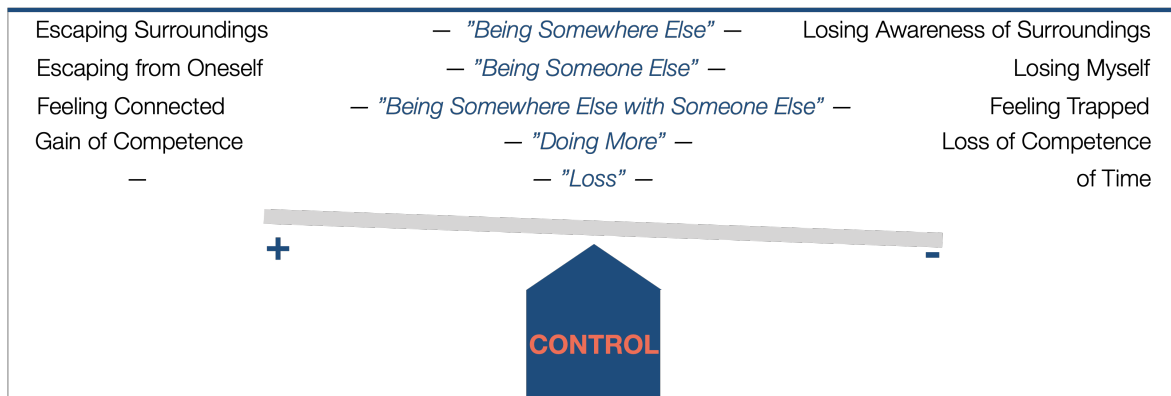 Escaping Surroundings — ”Being Somewhere Else” — Losing Awareness of Surroundings
Escaping from Oneself — ”Being Someone Else” — Losing Myself
Feeling Connected — ”Being Somewhere Else with Someone Else” — Feeling Trapped
Gain of Competence — ”Doing More” — Loss of Competence
— — ”Loss” — of Time
+ -
CONTROL